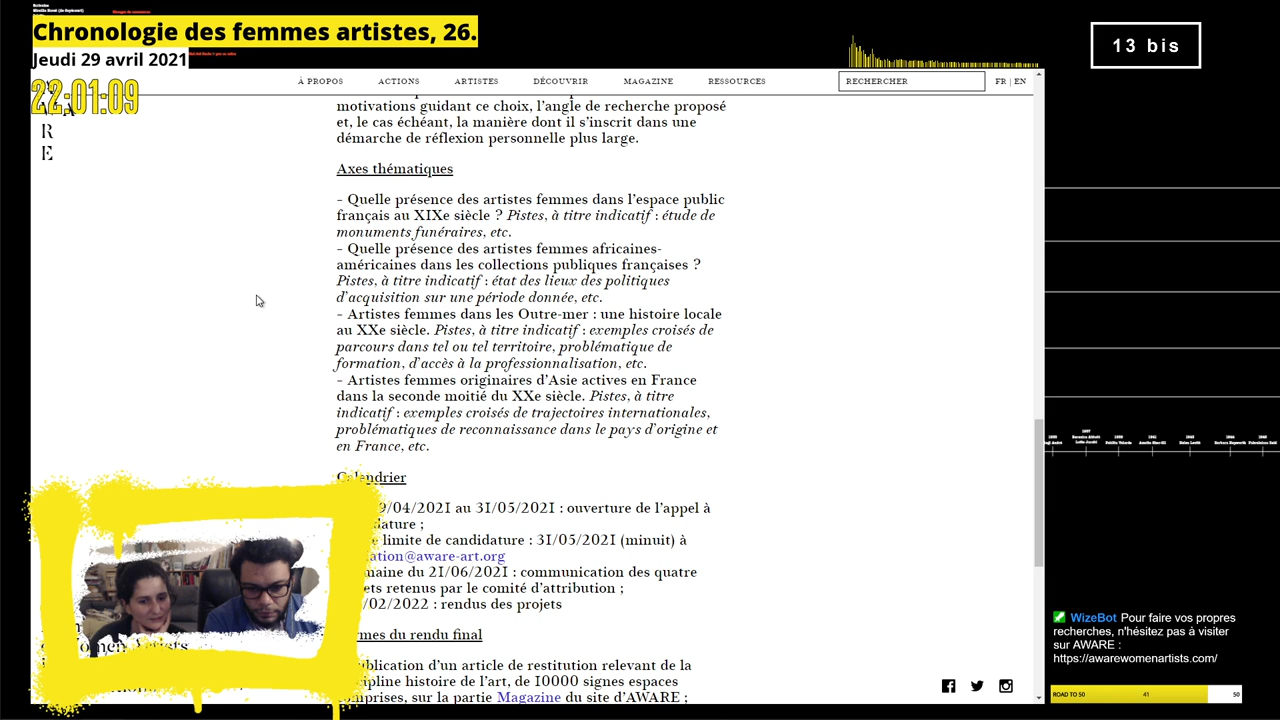 Chronologie des femmes artistes, 26.
Jeudi 29 avril 2021
22:01:09
13 bis
À PROPOS
ACTIONS
ARTISTES
DÉCOUVRIR
MAGAZINE
RESSOURCES
RECHERCHER
FR | EN
A
R
E
motivations guidant ce choix, l'angle de recherche proposé
et, le cas échéant, la manière dont il s'inscrit dans une
démarche de réflexion personnelle plus large.
Axes thématiques
- Quelle présence des artistes femmes dans l'espace public
français au XIXe siècle ? Pistes, à titre indicatif : étude de
monuments funéraires, etc.
- Quelle présence des artistes femmes africaines-
américaines dans les collections publiques françaises ?
Pistes, à titre indicatif : état des lieux des politiques
d'acquisition sur une période donnée, etc.
- Artistes femmes dans les Outre-mer : une histoire locale
au XXe siècle. Pistes, à titre indicatif : exemples croisés de
parcours dans tel ou tel territoire, problématique de
formation, d'accès à la professionnalisation, etc.
- Artistes femmes originaires d'Asie actives en France
dans la seconde moitié du XXe siècle. Pistes, à titre
indicatif : exemples croisés de trajectoires internationales,
problématiques de reconnaissance dans le pays d'origine et
en France, etc.
Calendrier
9/04/2021 au 31/05/2021 : ouverture de l'appel à
dature ;
e limite de candidature : 31/05/2021 (minuit) à
ation@aware-art.org
maine du 21/06/2021 : communication des quatre
ets retenus par le comité d'attribution ;
/02/2022 : rendus des projets
rmes du rendu final
ublication d'un article de restitution relevant de la
cipline histoire de l'art, de 10000 signes espaces
omprises, sur la partie Magazine du site d'AWARE ;
Women Artists
WizeBot Pour faire vos propres
recherches, n'hésitez pas à visiter
sur AWARE :
https://awarewomenartists.com/
ROAD TO 50
41
50